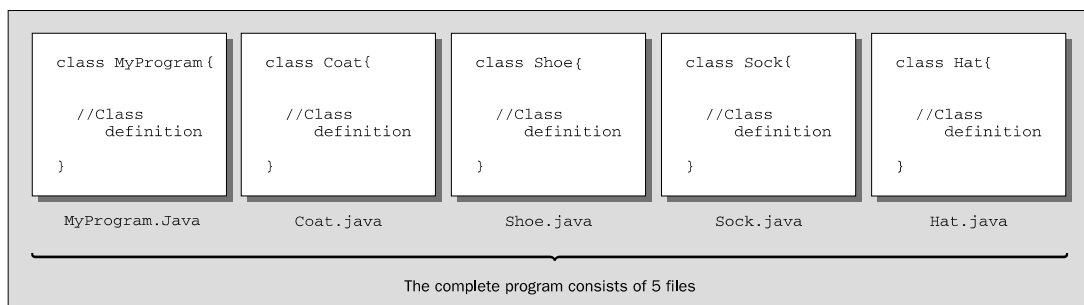 class MyProgram{
//Class
definition
}
MyProgram.Java
class Coat{
//Class
definition
}
Coat.java
class Shoe{
//Class
definition
}
Shoe.java
class Sock{
//Class
definition
}
Sock.java
class Hat{
//Class
definition
}
Hat.java
The complete program consists of 5 files